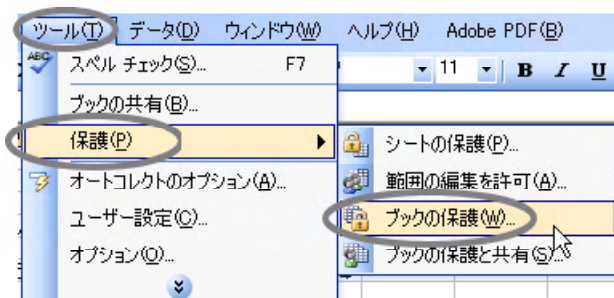 ツール(T) データ(D) ウィンドウ(W) ヘルプ(H) Adobe PDF(B)
ABC スペル チェック(S)... F7
11 B I U
ブックの共有(B)...
保護(P)
シートの保護(P)...
オートコレクトのオプション(A)...
範囲の編集を許可(A)...
ユーザー設定(C)...
ブックの保護(W)...
オプション(O)...
ブックの保護と共有(S)...